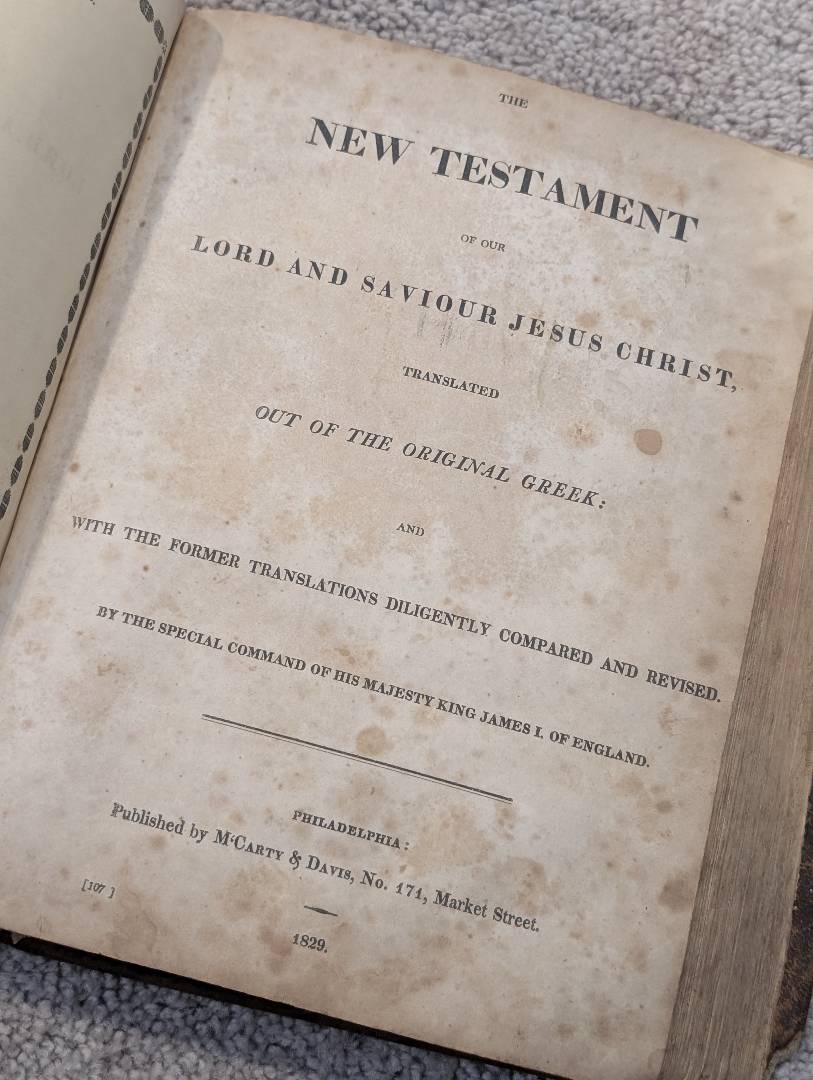 THE
NEW TESTAMENT
OF OUR
LORD AND SAVIOUR JESUS CHRIST,
TRANSLATED
OUT OF THE ORIGINAL GREEK:
AND
WITH THE FORMER TRANSLATIONS DILIGENTLY COMPARED AND REVISED.
BY THE SPECIAL COMMAND OF HIS MAJESTY KING JAMES I. OF ENGLAND.
PHILADELPHIA:
Published by M'CARTY & DAVIS, No. 171, Market Street.
[107]
1829.